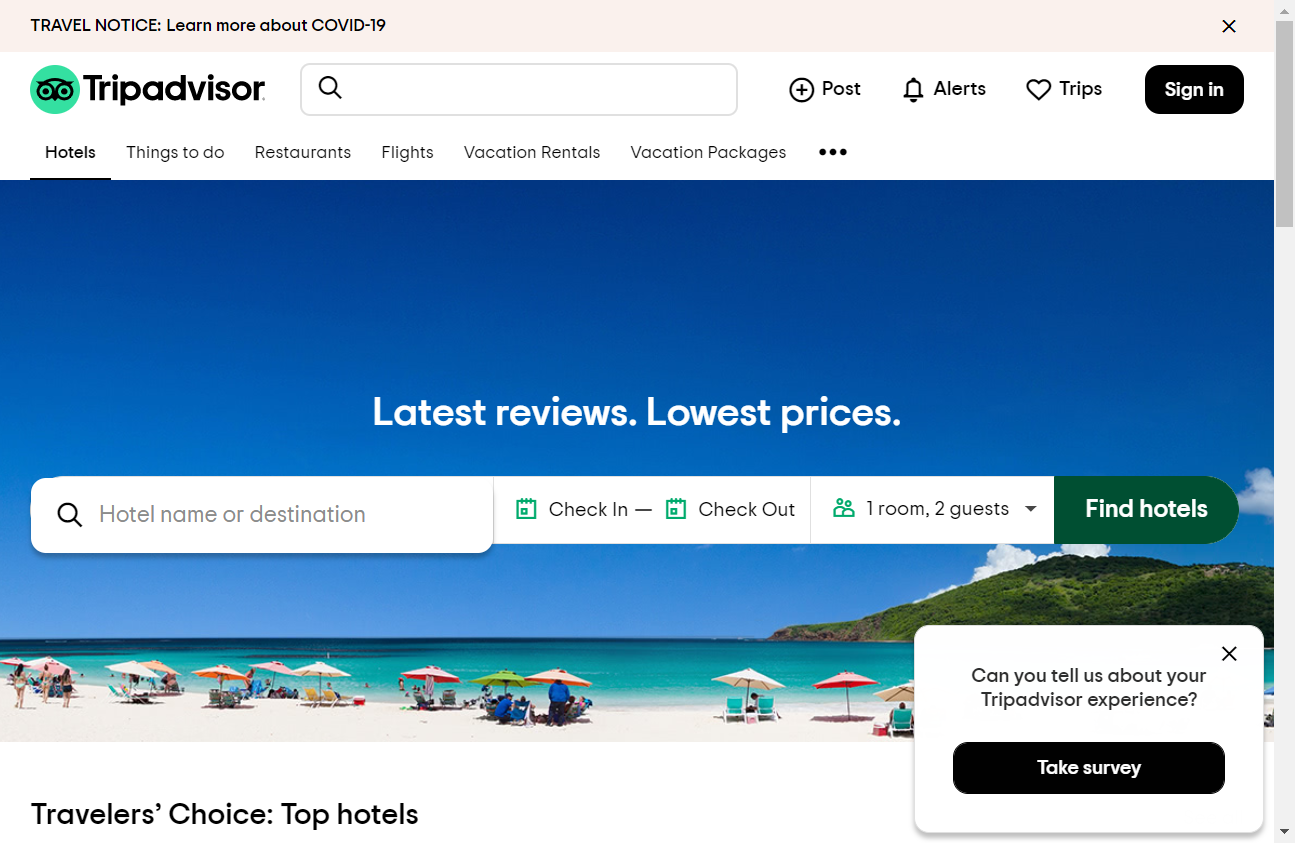 TRAVEL NOTICE: Learn more about COVID-19
Tripadvisor
Post
Alerts
Trips
Sign in
Hotels
Things to do
Restaurants
Flights
Vacation Rentals
Vacation Packages
Latest reviews. Lowest prices.
Hotel name or destination
Check In — Check Out
1 room, 2 guests
Find hotels
Can you tell us about your
Tripadvisor experience?
Take survey
Travelers’ Choice: Top hotels